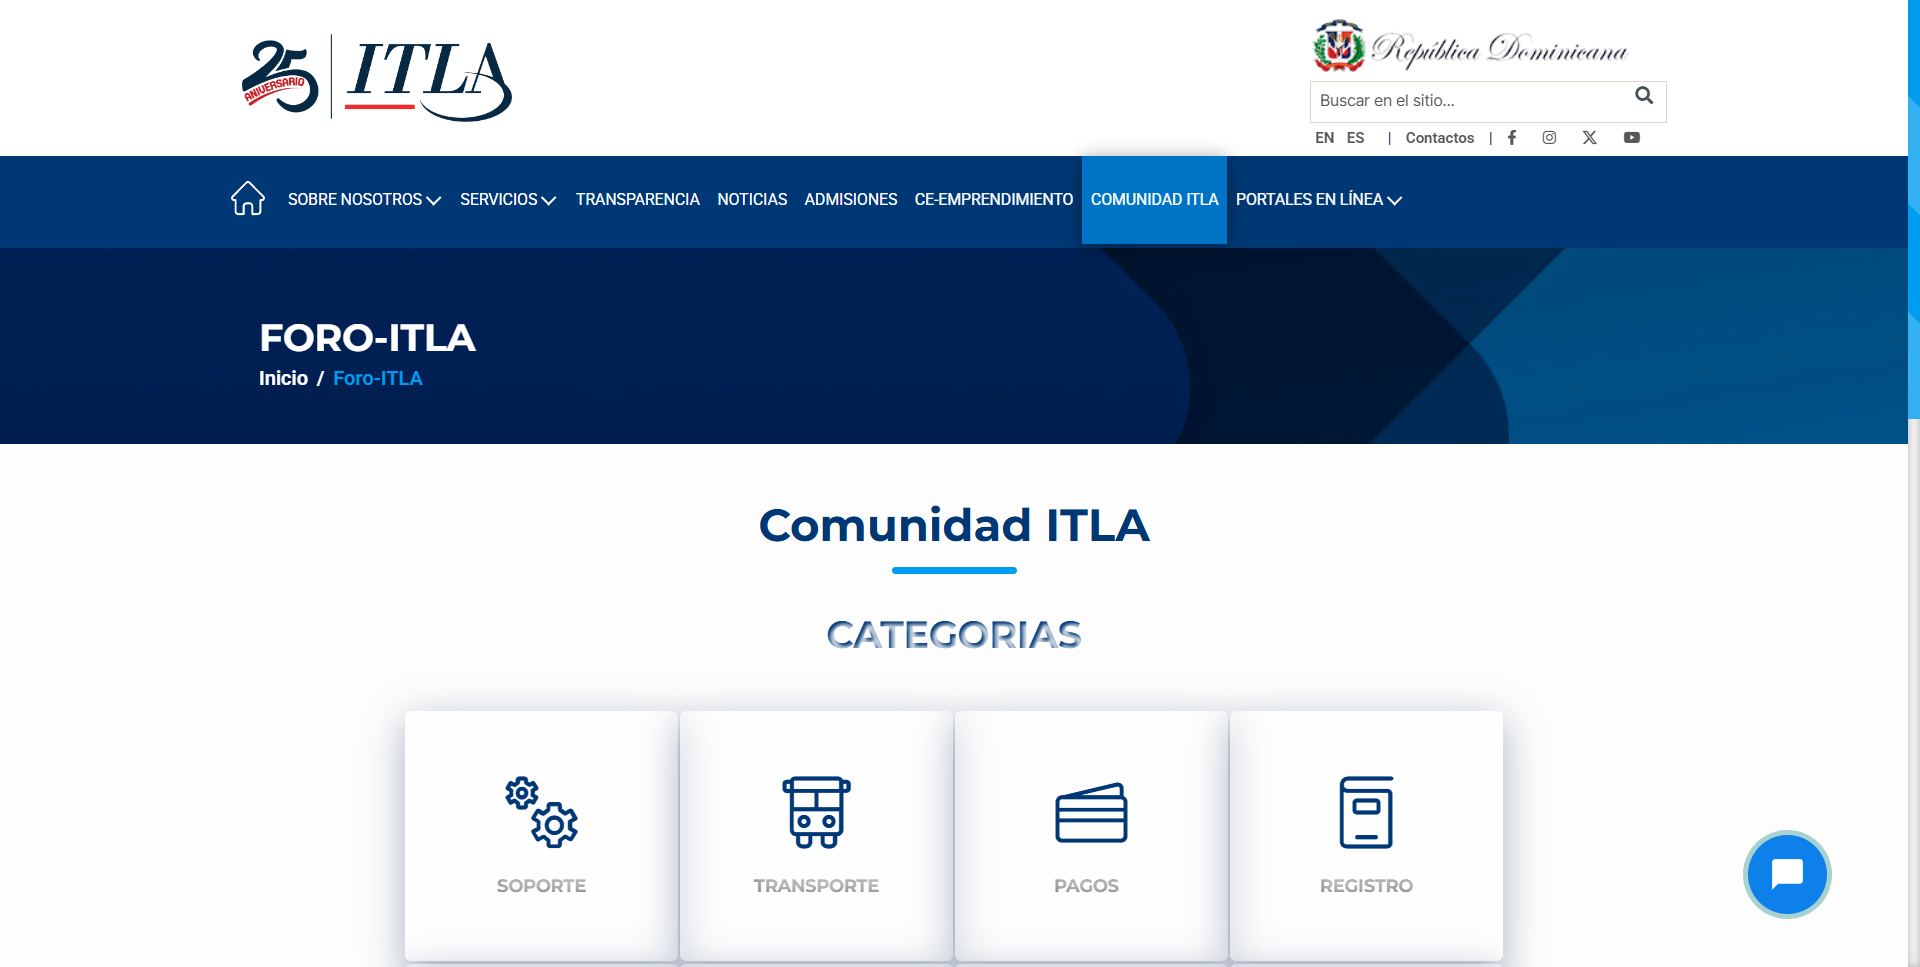 25 ANIVERSARIO
ITLA
República Dominicana
Buscar en el sitio...
EN ES | Contactos |
SOBRE NOSOTROS SERVICIOS TRANSPARENCIA NOTICIAS ADMISIONES CE-EMPRENDIMIENTO COMUNIDAD ITLA PORTALES EN LÍNEA
FORO-ITLA
Inicio / Foro-ITLA
Comunidad ITLA
CATEGORIAS
SOPORTE TRANSPORTE PAGOS REGISTRO